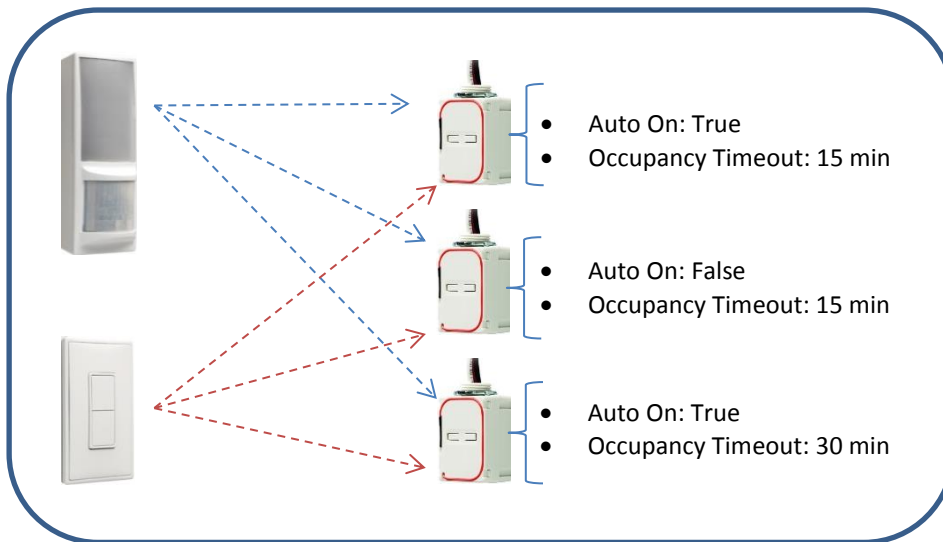 • Auto On: True
• Occupancy Timeout: 15 min
• Auto On: False
• Occupancy Timeout: 15 min
• Auto On: True
• Occupancy Timeout: 30 min